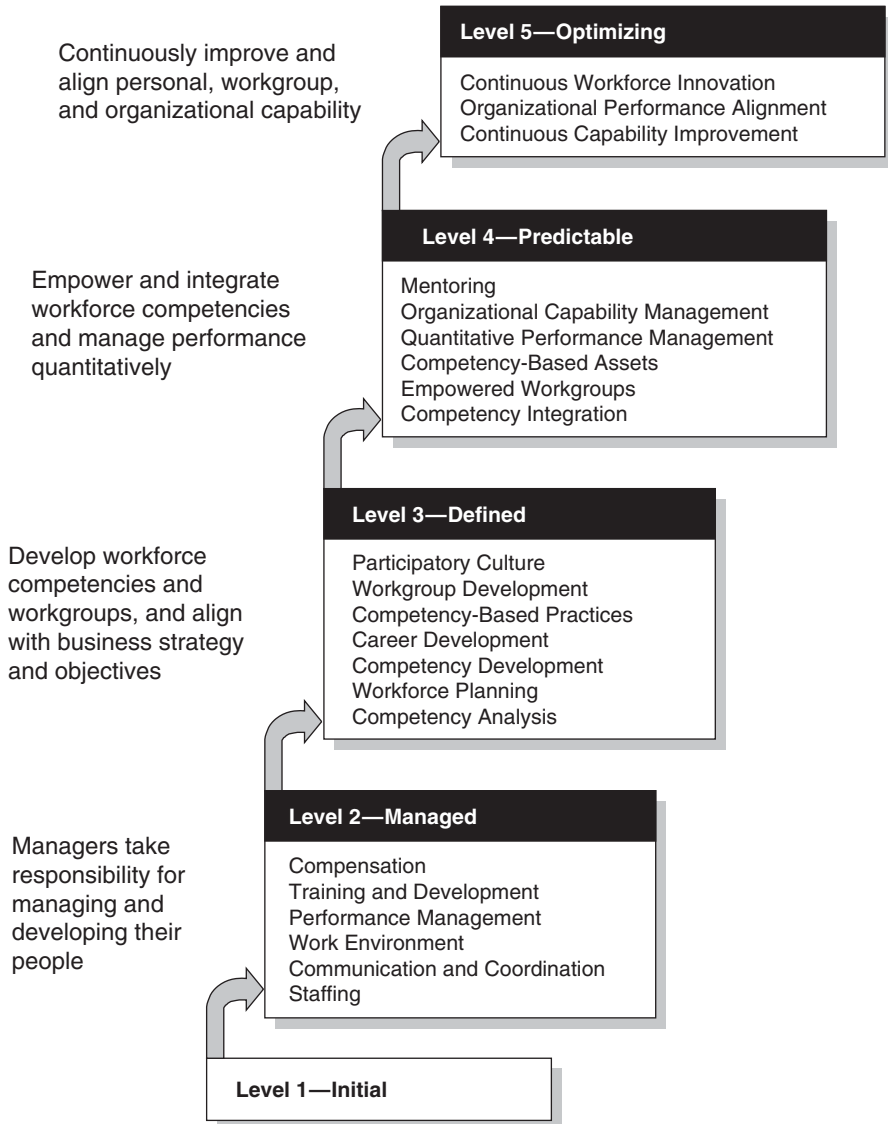 Continuously improve and
align personal, workgroup,
and organizational capability
Level 5—Optimizing
Continuous Workforce Innovation
Organizational Performance Alignment
Continuous Capability Improvement
Empower and integrate
workforce competencies
and manage performance
quantitatively
Level 4—Predictable
Mentoring
Organizational Capability Management
Quantitative Performance Management
Competency-Based Assets
Empowered Workgroups
Competency Integration
Develop workforce
competencies and
workgroups, and align
with business strategy
and objectives
Level 3—Defined
Participatory Culture
Workgroup Development
Competency-Based Practices
Career Development
Competency Development
Workforce Planning
Competency Analysis
Managers take
responsibility for
managing and
developing their
people
Level 2—Managed
Compensation
Training and Development
Performance Management
Work Environment
Communication and Coordination
Staffing
Level 1—Initial